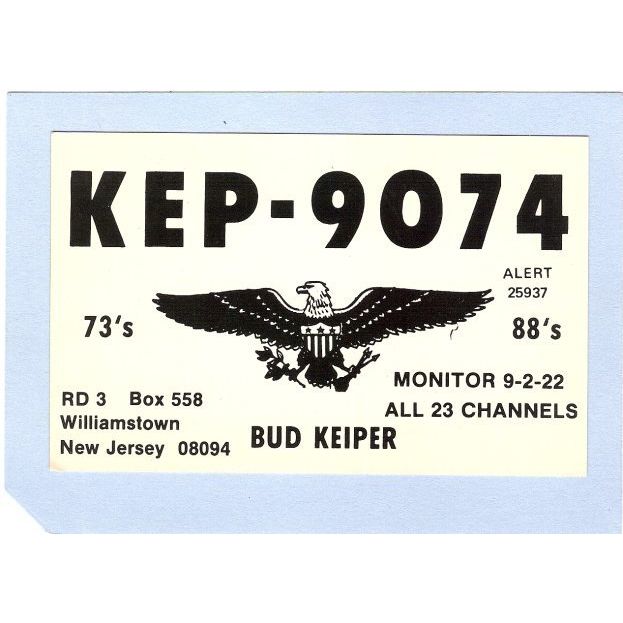 KEP-9074
ALERT
25937
73's
88's
MONITOR 9-2-22
ALL 23 CHANNELS
RD 3 Box 558
Williamstown
New Jersey 08094
BUD KEIPER